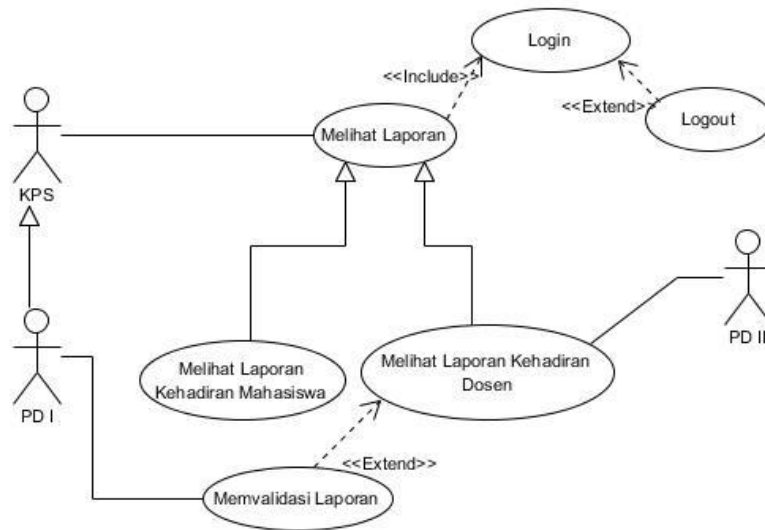 Login
<<Include>>
<<Extend>>
Logout
Melihat Laporan
KPS
PD II
Melihat Laporan
Kehadiran Mahasiswa
Melihat Laporan Kehadiran
Dosen
PD I
<<Extend>>
Memvalidasi Laporan